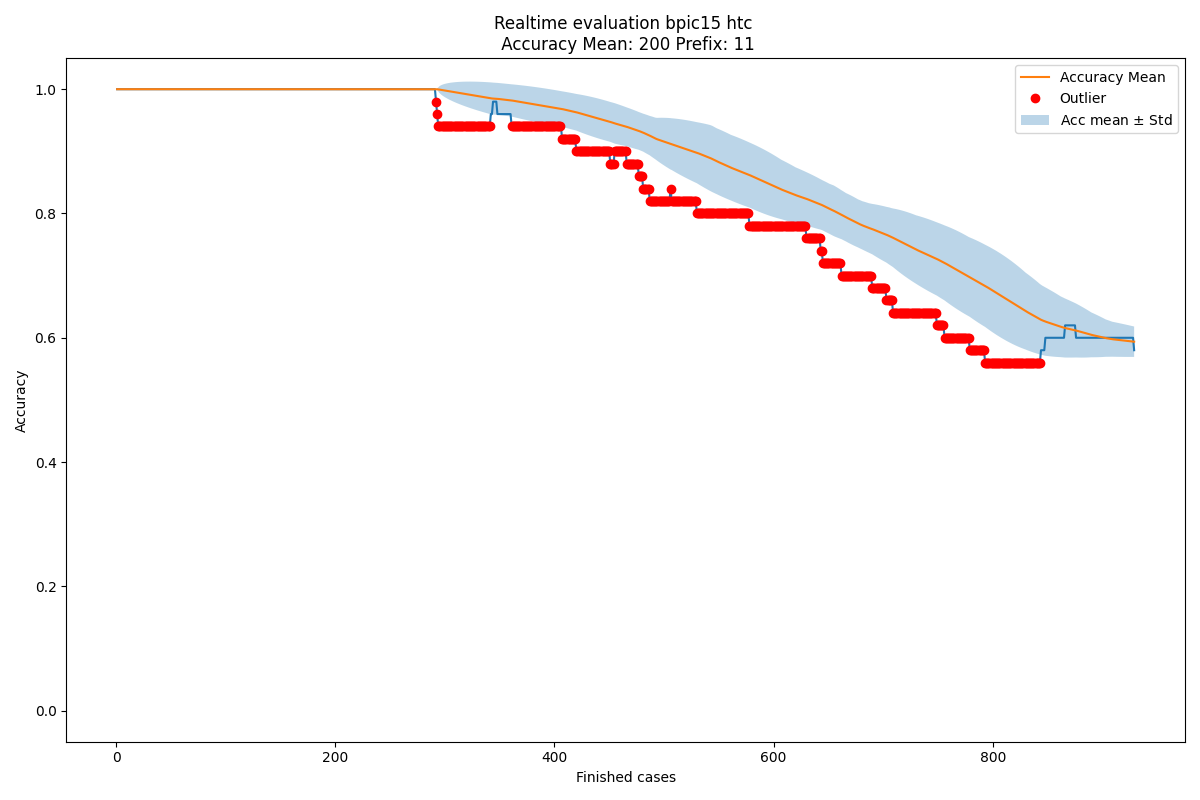 Realtime evaluation bpic15 htc
Accuracy Mean: 200 Prefix: 11
Accuracy Mean
Outlier
Acc mean ± Std
Accuracy
1.0
0.8
0.6
0.4
0.2
0.0
0
200
400
600
800
Finished cases